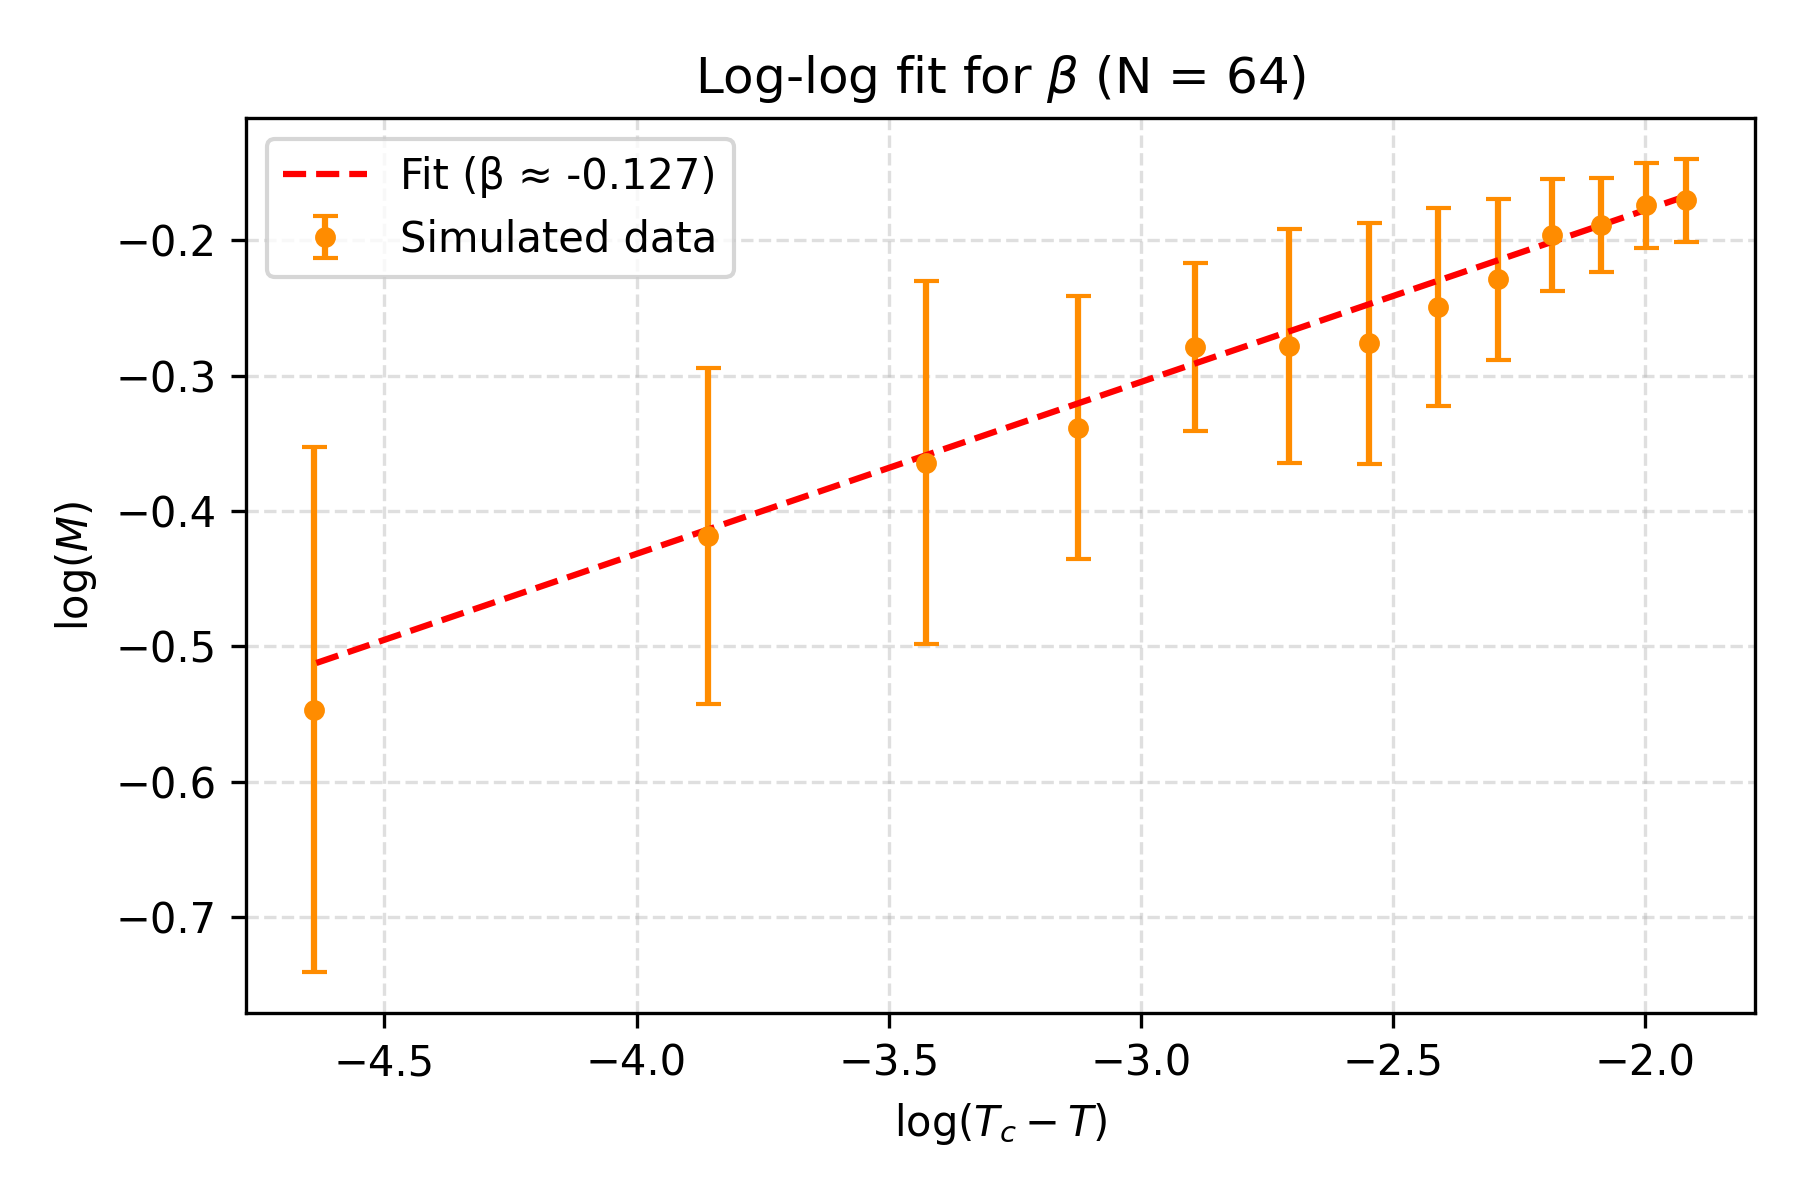 Log-log fit for β (N = 64)
Fit (β ≈ -0.127)
Simulated data
−0.2
−0.3
−0.4
−0.5
−0.6
−0.7
log(M)
−4.5 −4.0 −3.5 −3.0 −2.5 −2.0
log(T_c − T)